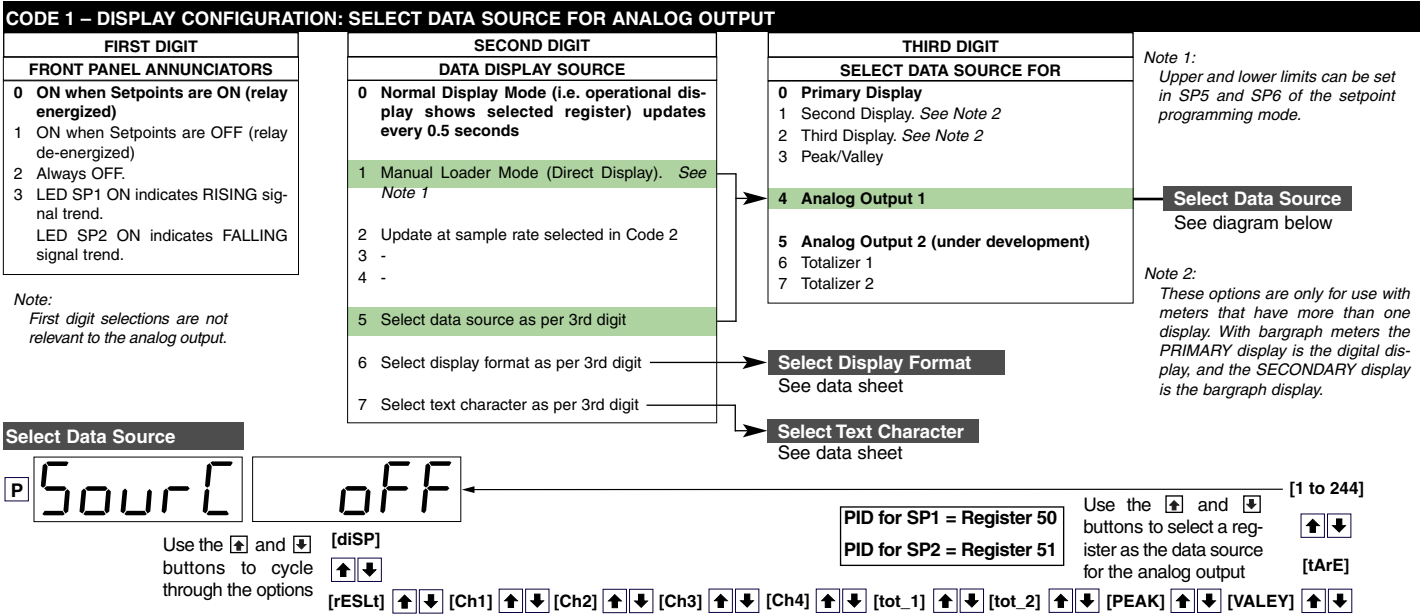 CODE 1 – DISPLAY CONFIGURATION: SELECT DATA SOURCE FOR ANALOG OUTPUT
FIRST DIGIT
FRONT PANEL ANNUNCIATORS
0 ON when Setpoints are ON (relay
energized)
1 ON when Setpoints are OFF (relay
de-energized)
2 Always OFF.
3 LED SP1 ON indicates RISING sig-
nal trend.
LED SP2 ON indicates FALLING
signal trend.
Note:
First digit selections are not
relevant to the analog output.
SECOND DIGIT
DATA DISPLAY SOURCE
0 Normal Display Mode (i.e. operational dis-
play shows selected register) updates
every 0.5 seconds
1 Manual Loader Mode (Direct Display). See
Note 1
2 Update at sample rate selected in Code 2
3 -
4 -
5 Select data source as per 3rd digit
6 Select display format as per 3rd digit
7 Select text character as per 3rd digit
THIRD DIGIT
SELECT DATA SOURCE FOR
0 Primary Display
1 Second Display. See Note 2
2 Third Display. See Note 2
3 Peak/Valley
4 Analog Output 1
5 Analog Output 2 (under development)
6 Totalizer 1
7 Totalizer 2
Select Display Format
See data sheet
Select Text Character
See data sheet
Note 1:
Upper and lower limits can be set
in SP5 and SP6 of the setpoint
programming mode.
Select Data Source
See diagram below
Note 2:
These options are only for use with
meters that have more than one
display. With bargraph meters the
PRIMARY display is the digital dis-
play, and the SECONDARY display
is the bargraph display.
Select Data Source
P SourC oFF
[1 to 244]
Use the and
buttons to cycle
through the options
[diSP]
PID for SP1 = Register 50
PID for SP2 = Register 51
Use the and
buttons to select a reg-
ister as the data source
for the analog output
[tArE]
[rESLt] [Ch1] [Ch2] [Ch3] [Ch4] [tot_1] [tot_2] [PEAK] [VALEY]